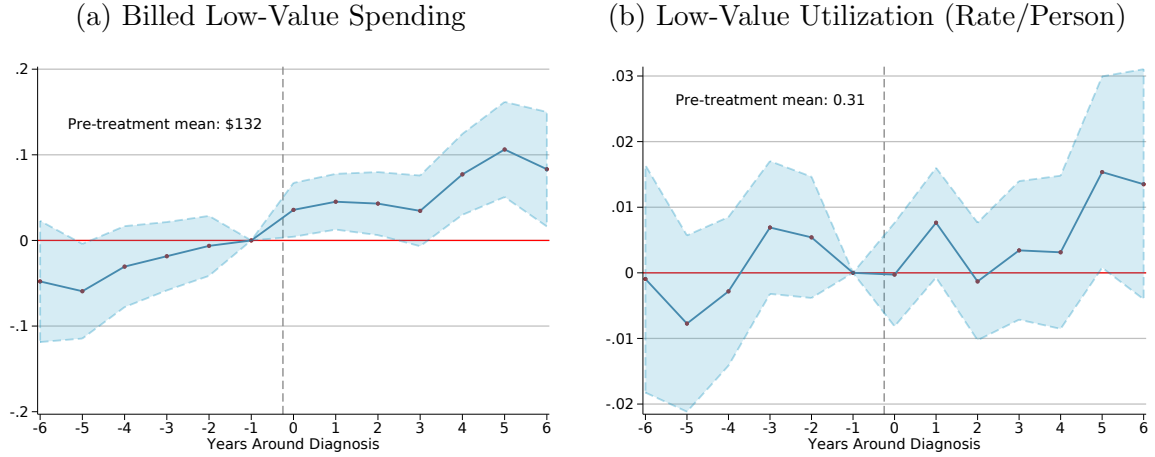 (a) Billed Low-Value Spending
.2
Pre-treatment mean: $132
.1
0
-.1
-.2
-6 -5 -4 -3 -2 -1 0 1 2 3 4 5 6
Years Around Diagnosis
(b) Low-Value Utilization (Rate/Person)
.03
Pre-treatment mean: 0.31
.02
.01
0
-.01
-.02
-6 -5 -4 -3 -2 -1 0 1 2 3 4 5 6
Years Around Diagnosis